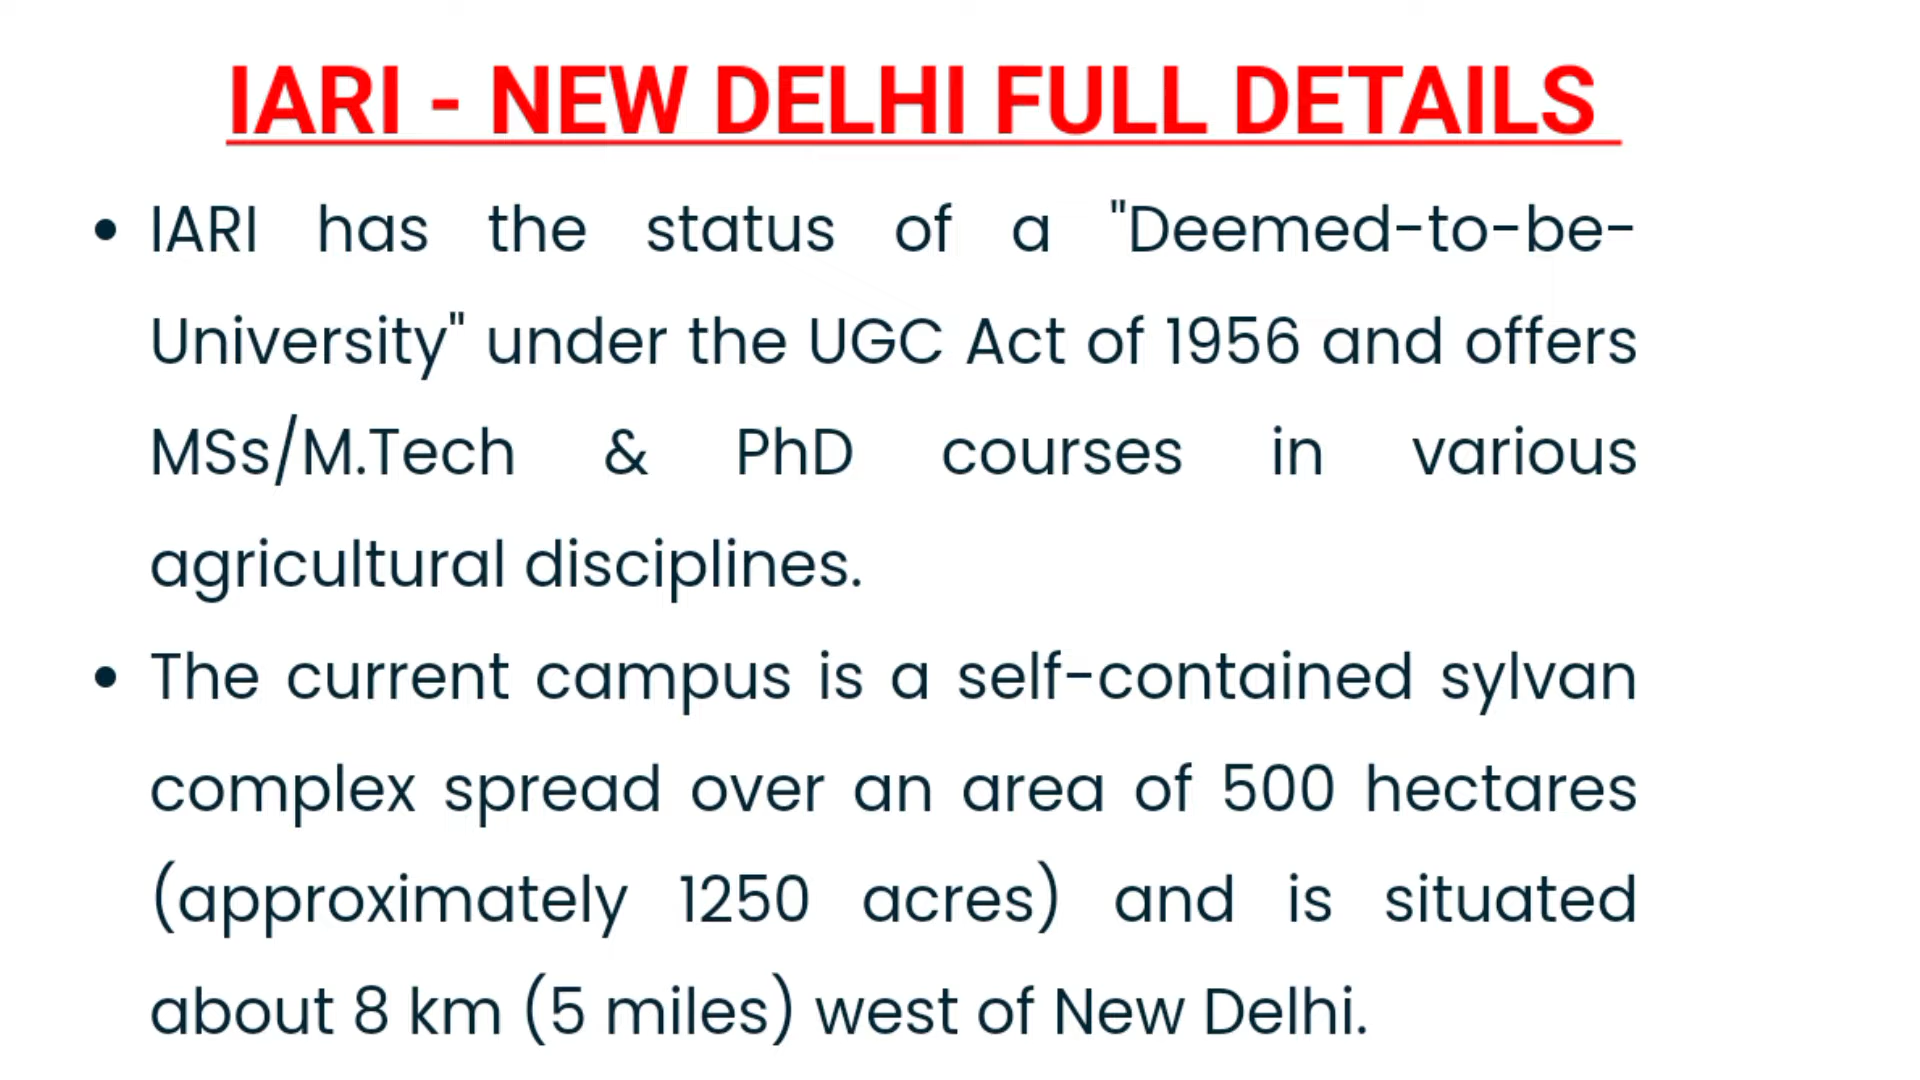 IARI - NEW DELHI FULL DETAILS
• IARI has the status of a "Deemed-to-be-
University" under the UGC Act of 1956 and offers
MSs/M.Tech & PhD courses in various
agricultural disciplines.
• The current campus is a self-contained sylvan
complex spread over an area of 500 hectares
(approximately 1250 acres) and is situated
about 8 km (5 miles) west of New Delhi.